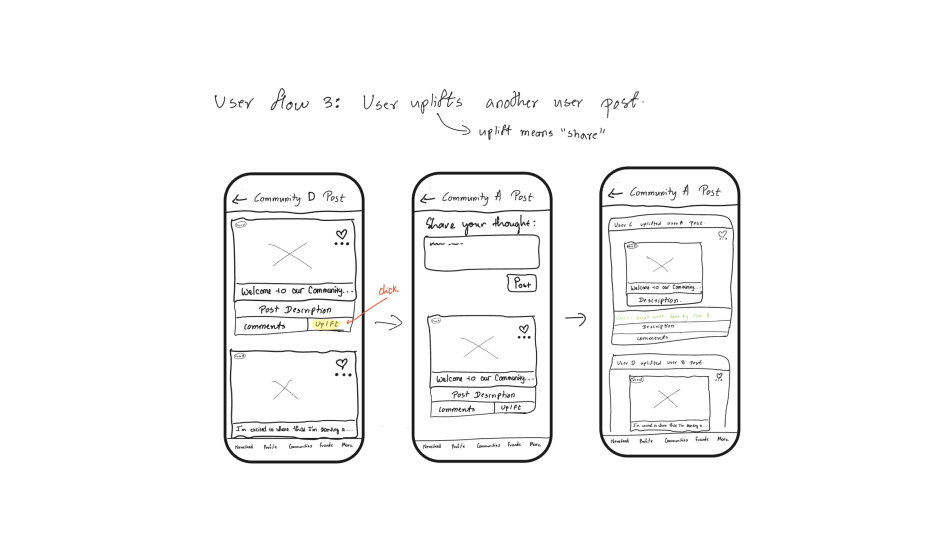 User flow 3: User uplifts another user post.
uplift means "share"
Community D Post
Welcome to our Community...
Post Description
comments
Uplift
click
I'm excited to share that I'm starting a...
Newsfeed Profile Communities Friends More
Community A Post
Share your thought:
Post
Welcome to our Community...
Post Description
comments
Uplift
Newsfeed Profile Communities Friends More
Community A Post
User C uplifted user A post.
Welcome to our Community...
Description.
work done by User A
Description
comments
User D uplifted user B post.
I'm excited to share that I'm starting a...
Newsfeed Profile Communities Friends More